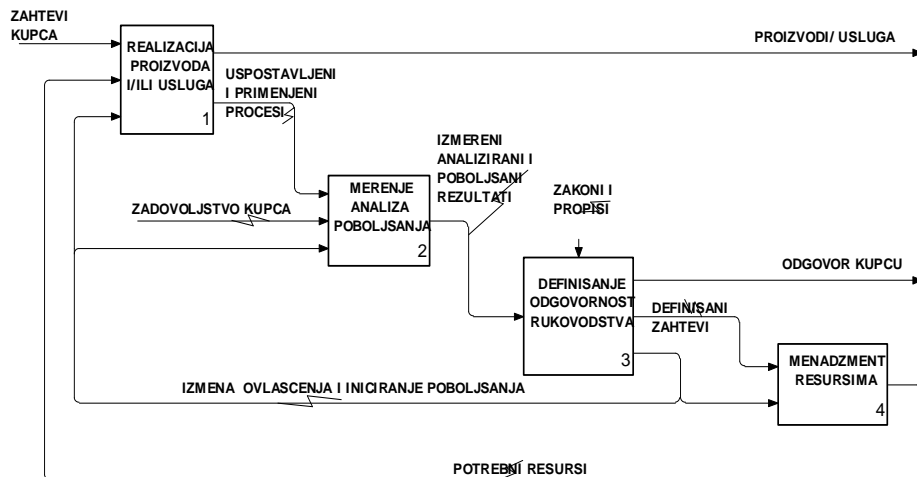 ZAHTEVI
KUPCA
REALIZACIJA
PROIZVODA
I/ILI USLUGA
1
PROIZVODI/ USLUGA
USPOSTAVLJENI
I PRIMENJENI
PROCESI
IZMERENI
ANALIZIRANI I
POBOLJSANI
REZULTATI
MERENJE
ANALIZA
POBOLJSANJA
2
ZADOVOLJSTVO KUPCA
ZAKONI I
PROPISI
DEFINISANJE
ODGOVORNOST
RUKOVODSTVA
3
ODGOVOR KUPCU
DEFINISANI
ZAHTEVI
MENADZMENT
RESURSIMA
4
IZMENA OVLASCENJA I INICIRANJE POBOLJSANJA
POTREBNI RESURSI